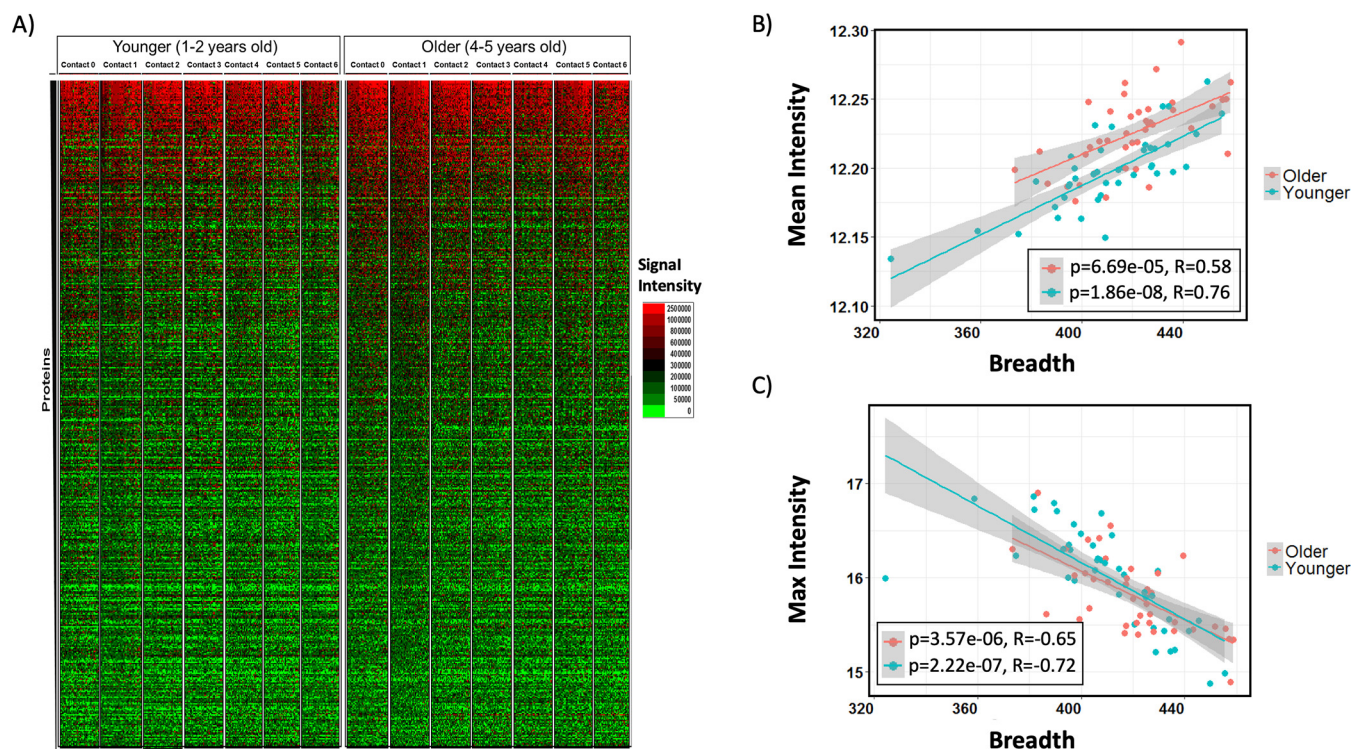 A)
Younger (1-2 years old)
Older (4-5 years old)
Contact 0 Contact 1 Contact 2 Contact 3 Contact 4 Contact 5 Contact 6
Contact 0 Contact 1 Contact 2 Contact 3 Contact 4 Contact 5 Contact 6
Proteins
Signal
Intensity
2500000
1000000
600000
400000
200000
100000
50000
0
B)
Mean Intensity
12.30
12.25
12.20
12.15
12.10
320 360 400 440
Breadth
p=6.69e-05, R=0.58
p=1.86e-08, R=0.76
Older
Younger
C)
Max Intensity
17
16
15
320 360 400 440
Breadth
p=3.57e-06, R=-0.65
p=2.22e-07, R=-0.72
Older
Younger